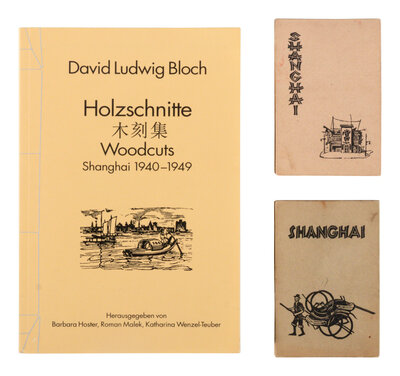 David Ludwig Bloch
Holzschnitte
木刻集
Woodcuts
Shanghai 1940–1949
Herausgegeben von
Barbara Hoster, Roman Malek, Katharina Wenzel-Teuber
SHANGHAI
SHANGHAI